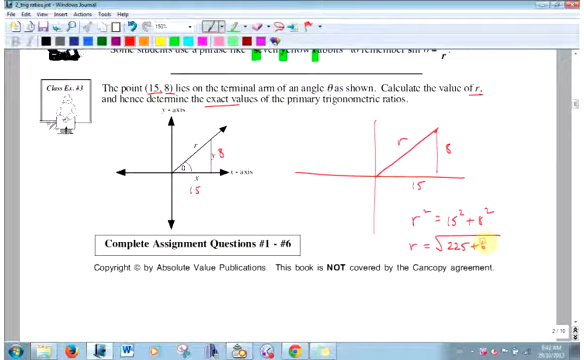 2_trig ratios.jnt - Windows Journal
File Edit View Insert Actions Tools Help
150%
Some students use a phrase like "seven yellow rabbits" to remember sin θ = y/r.
Class Ex. #3
The point (15, 8) lies on the terminal arm of an angle θ as shown. Calculate the value of r,
and hence determine the exact values of the primary trigonometric ratios.
y - axis
r
y
8
θ
x
x - axis
15
r
8
15
r² = 15² + 8²
r = √225 + 8
Complete Assignment Questions #1 - #6
Copyright © by Absolute Value Publications. This book is NOT covered by the Cancopy agreement.
2 / 10
9:42 AM